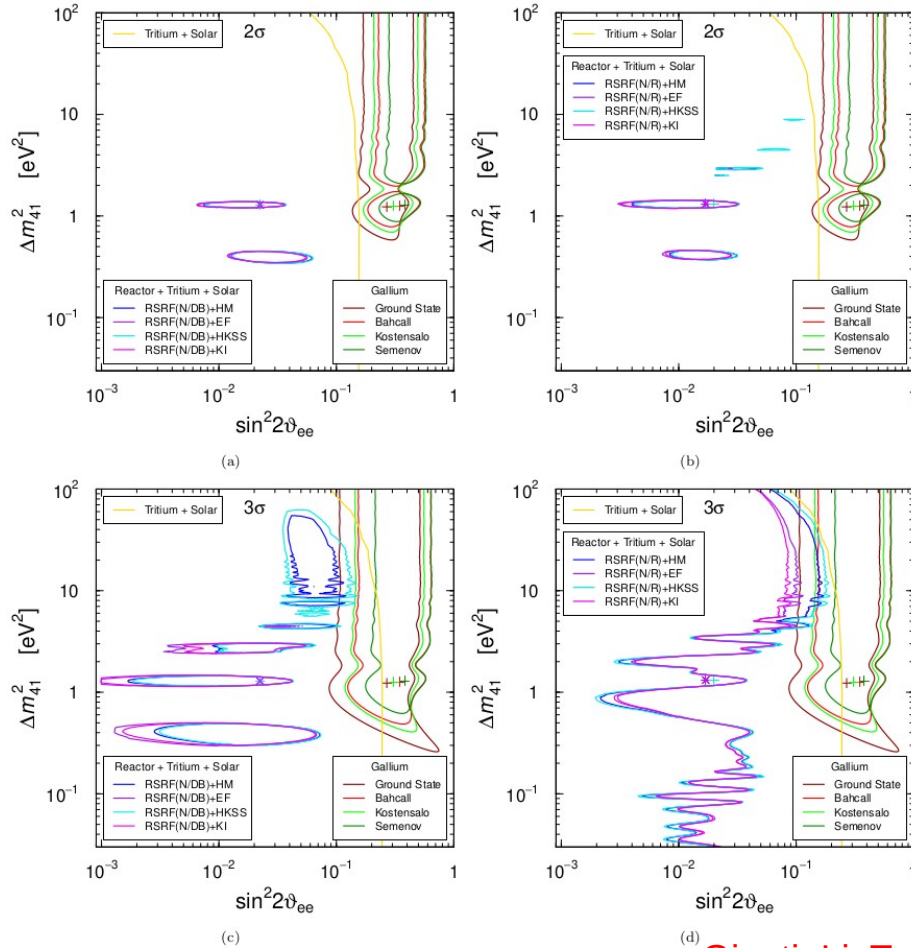 Tritium + Solar
2σ
Reactor + Tritium + Solar
RSRF(N/DB)+HM
RSRF(N/DB)+EF
RSRF(N/DB)+HKSS
RSRF(N/DB)+KI
Gallium
Ground State
Bahcall
Kostensalo
Semenov
10² 
10
1
10⁻¹
Δm²₄₁ [eV²]
10⁻³
10⁻²
10⁻¹
1
sin²2ϑee
(a)
Tritium + Solar
2σ
Reactor + Tritium + Solar
RSRF(N/R)+HM
RSRF(N/R)+EF
RSRF(N/R)+HKSS
RSRF(N/R)+KI
Gallium
Ground State
Bahcall
Kostensalo
Semenov
10²
10
1
10⁻¹
Δm²₄₁ [eV²]
10⁻³
10⁻²
10⁻¹
1
sin²2ϑee
(b)
Tritium + Solar
3σ
Reactor + Tritium + Solar
RSRF(N/DB)+HM
RSRF(N/DB)+EF
RSRF(N/DB)+HKSS
RSRF(N/DB)+KI
Gallium
Ground State
Bahcall
Kostensalo
Semenov
10²
10
1
10⁻¹
Δm²₄₁ [eV²]
10⁻³
10⁻²
10⁻¹
1
sin²2ϑee
(c)
Tritium + Solar
3σ
Reactor + Tritium + Solar
RSRF(N/R)+HM
RSRF(N/R)+EF
RSRF(N/R)+HKSS
RSRF(N/R)+KI
Gallium
Ground State
Bahcall
Kostensalo
Semenov
10²
10
1
10⁻¹
Δm²₄₁ [eV²]
10⁻³
10⁻²
10⁻¹
1
sin²2ϑee
(d)